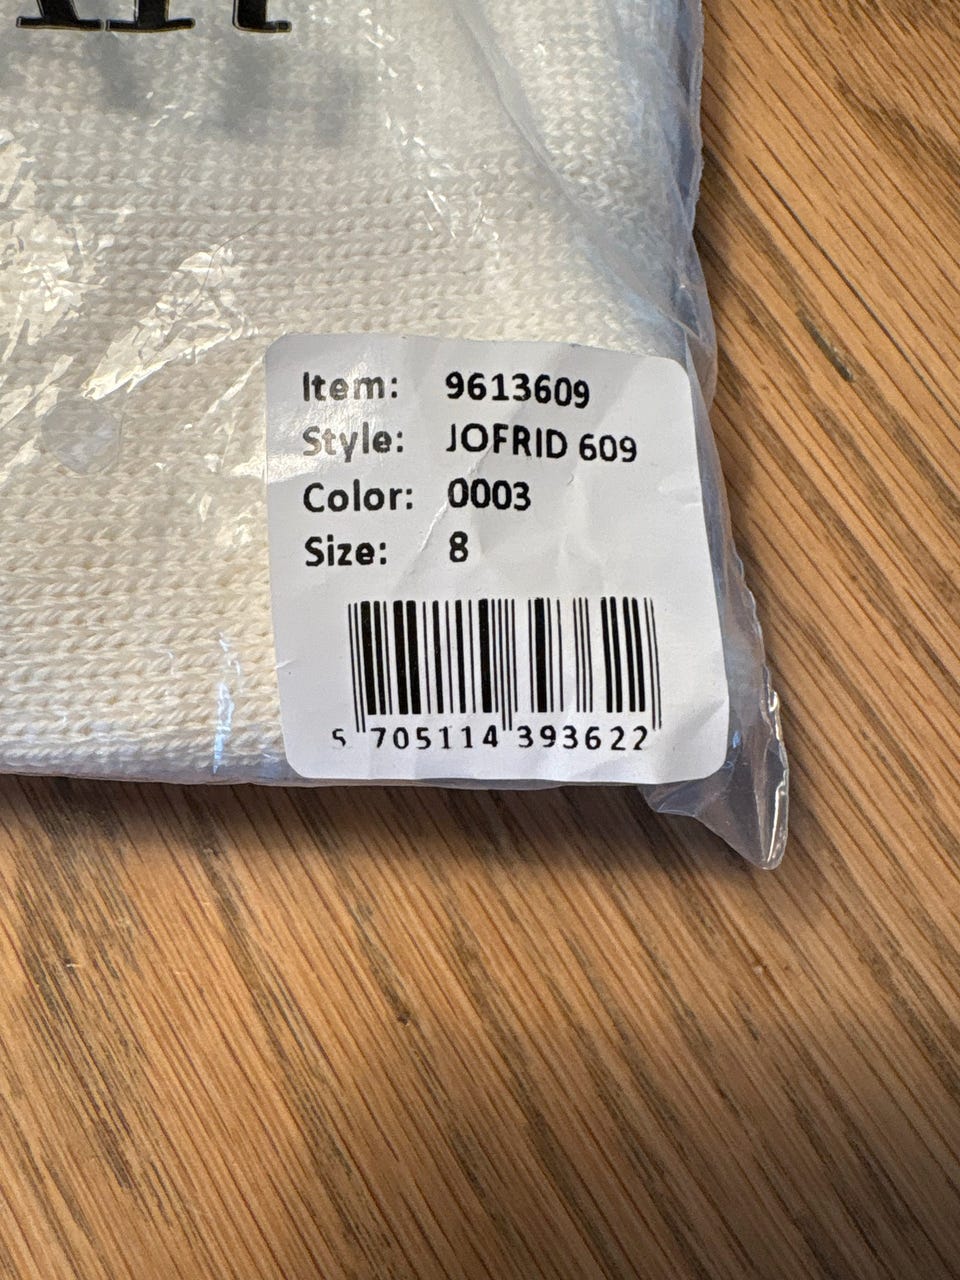 Item: 9613609
Style: JOFRID 609
Color: 0003
Size: 8
5 705114 393622